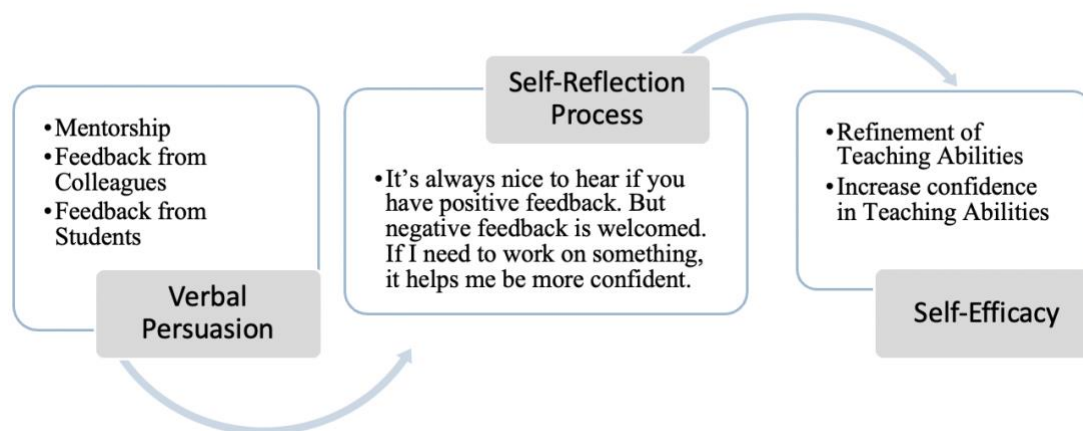 •Mentorship
•Feedback from
Colleagues
•Feedback from
Students
Verbal
Persuasion
Self-Reflection
Process
•It’s always nice to hear if you
have positive feedback. But
negative feedback is welcomed.
If I need to work on something,
it helps me be more confident.
•Refinement of
Teaching Abilities
•Increase confidence
in Teaching Abilities
Self-Efficacy